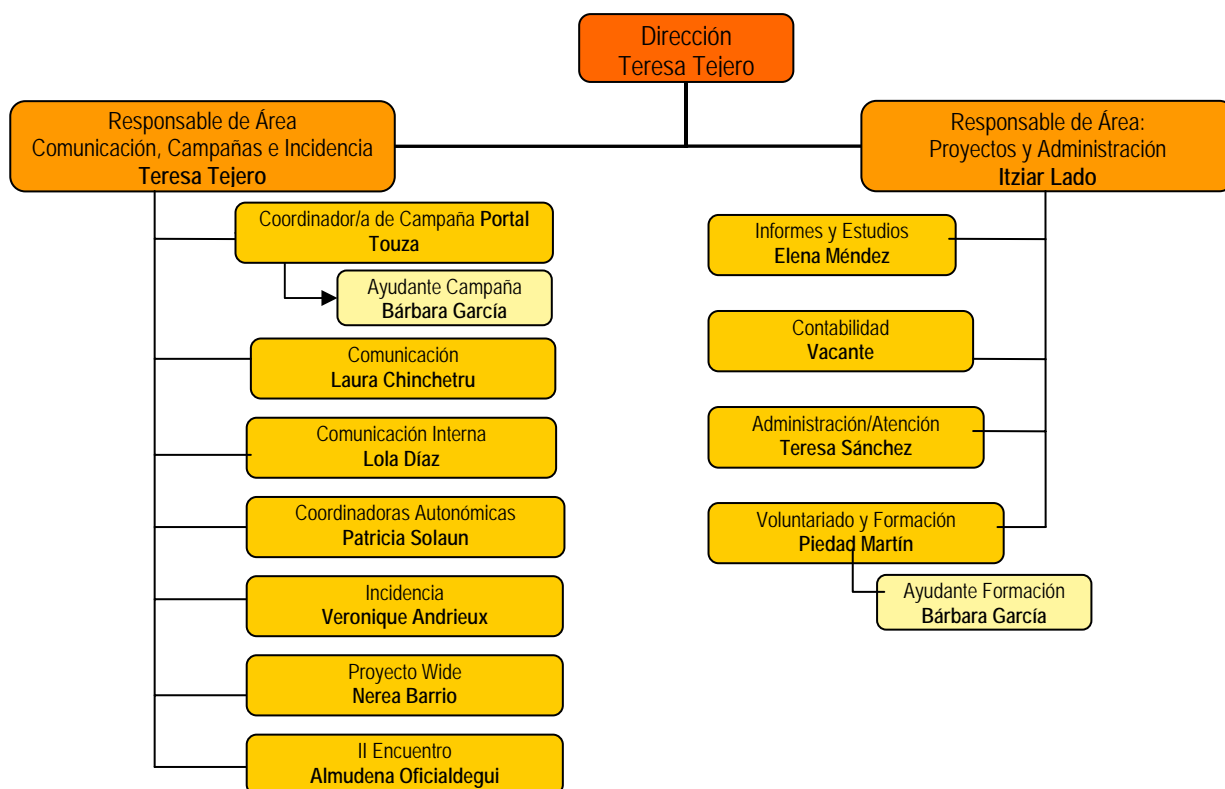 Dirección
Teresa Tejero
Responsable de Área
Comunicación, Campañas e Incidencia
Teresa Tejero
Coordinador/a de Campaña Portal
Touza
Ayudante Campaña
Bárbara García
Comunicación
Laura Chinchetru
Comunicación Interna
Lola Díaz
Coordinadoras Autonómicas
Patricia Solaun
Incidencia
Veronique Andrieux
Proyecto Wide
Nerea Barrio
II Encuentro
Almudena Oficialdegui
Responsable de Área:
Proyectos y Administración
Itziar Lado
Informes y Estudios
Elena Méndez
Contabilidad
Vacante
Administración/Atención
Teresa Sánchez
Voluntariado y Formación
Piedad Martín
Ayudante Formación
Bárbara García